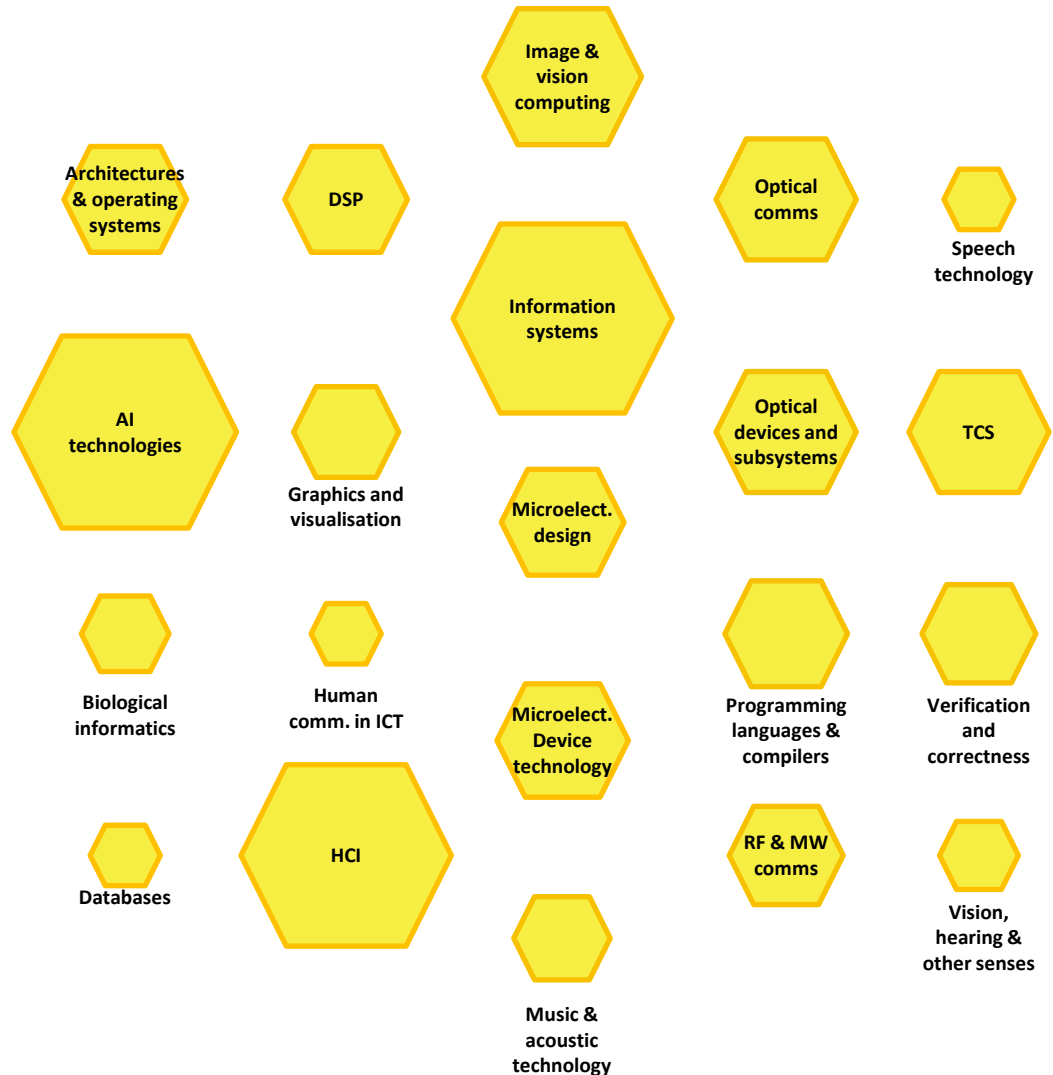 Image &
vision
computing
Architectures
& operating
systems
DSP
Optical
comms
Speech
technology
Information
systems
AI
technologies
Graphics and
visualisation
Optical
devices and
subsystems
TCS
Microelect.
design
Biological
informatics
Human
comm. in ICT
Microelect.
Device
technology
Programming
languages &
compilers
Verification
and
correctness
Databases
HCI
RF & MW
comms
Vision,
hearing &
other senses
Music &
acoustic
technology